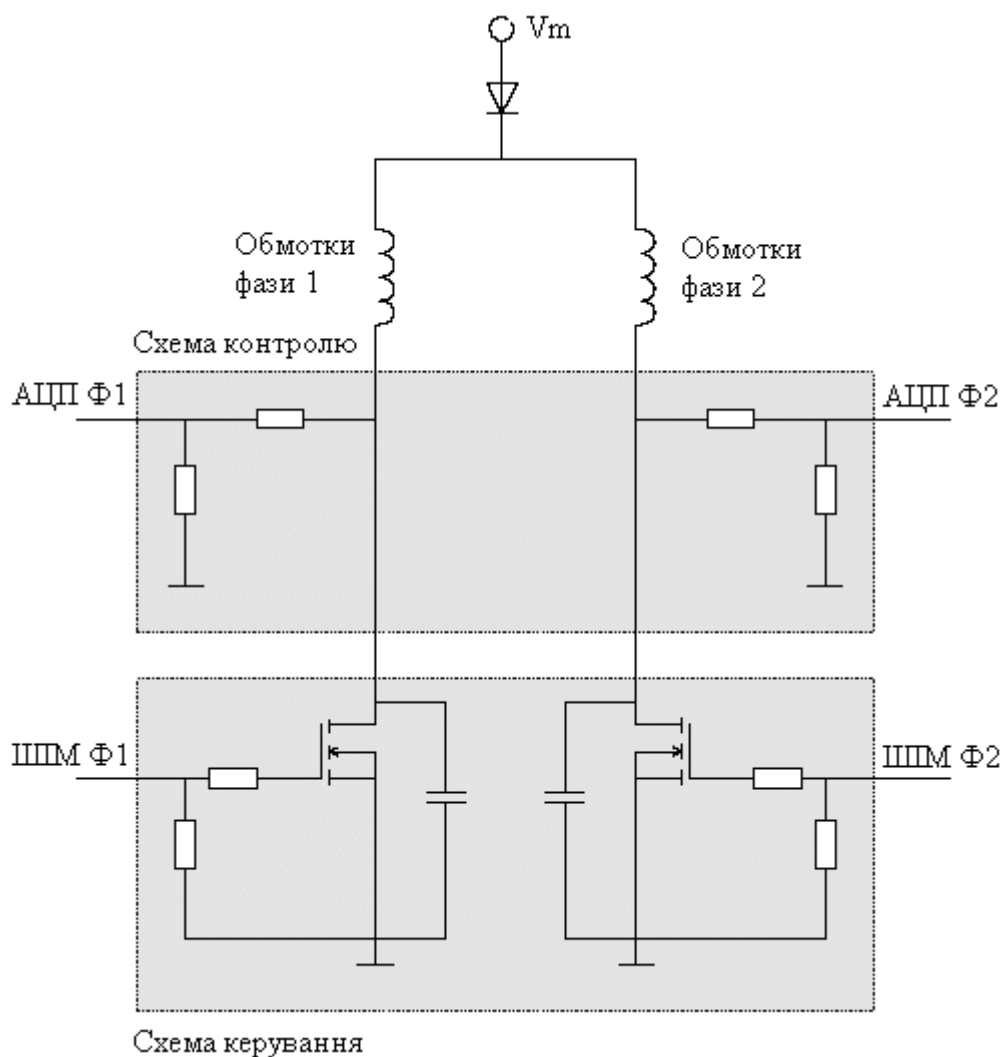 Vm
Обмотки
фази 1
Обмотки
фази 2
Схема контролю
АЦП Ф1
АЦП Ф2
ШІМ Ф1
ШІМ Ф2
Схема керування